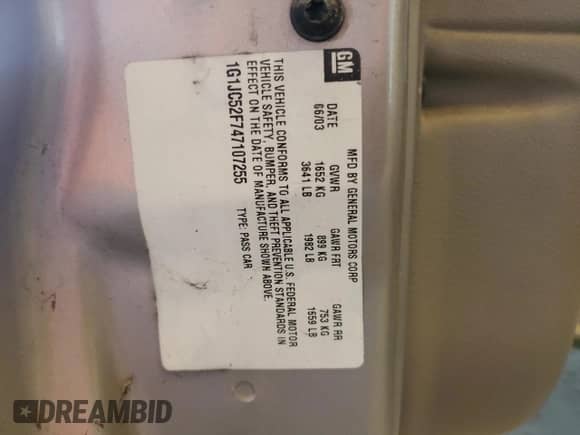 GM
MFD BY GENERAL MOTORS CORP
DATE GVWR GAWR FRT GAWR RR
06/03 1652 KG 899 KG 753 KG
3641 LB 1982 LB 1659 LB
THIS VEHICLE CONFORMS TO ALL APPLICABLE U.S. FEDERAL MOTOR
VEHICLE SAFETY, BUMPER, AND THEFT PREVENTION STANDARDS IN
EFFECT ON THE DATE OF MANUFACTURE SHOWN ABOVE.
1G1JC52F747107255 TYPE: PASS CAR
DREAMBID